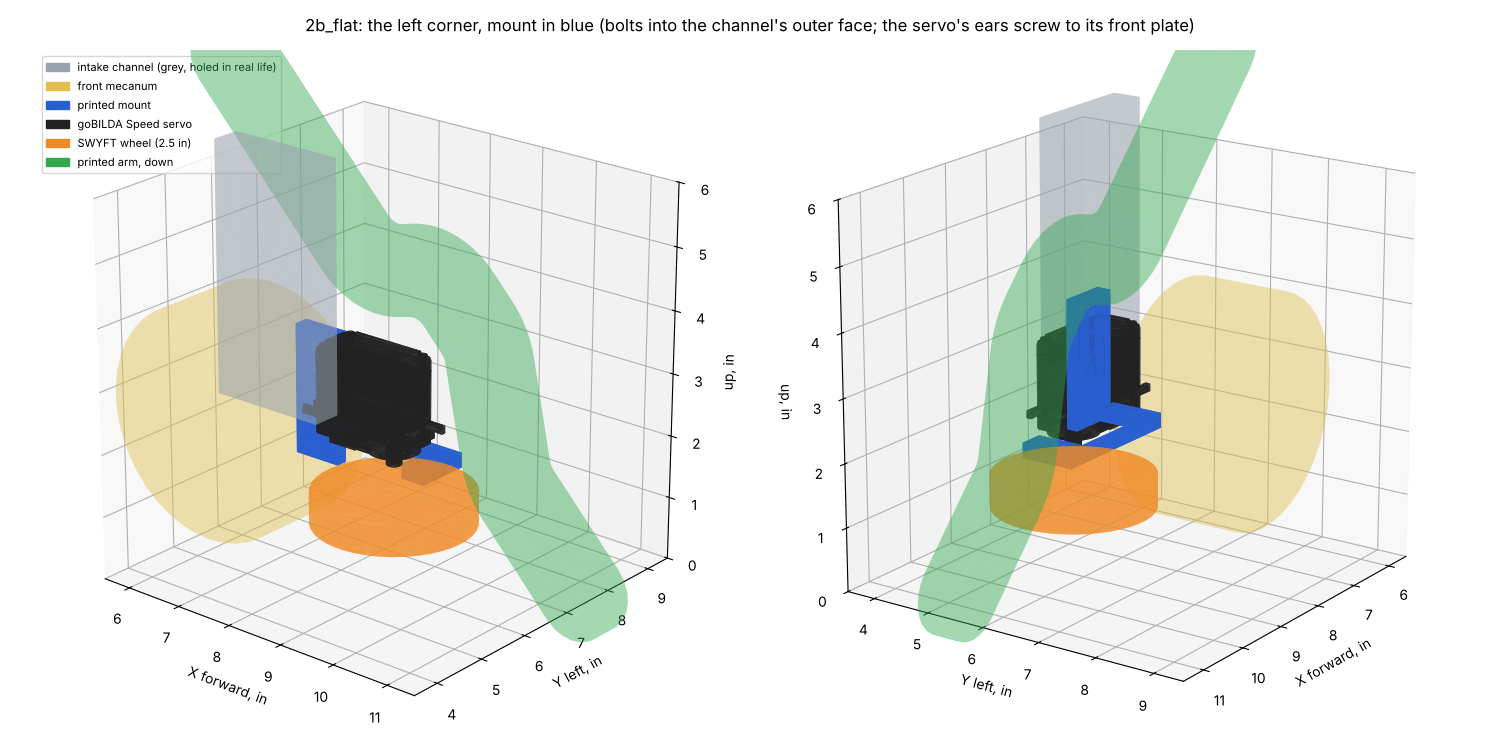 2b_flat: the left corner, mount in blue (bolts into the channel's outer face; the servo's ears screw to its front plate)
intake channel (grey, holed in real life)
front mecanum
printed mount
goBILDA Speed servo
SWYFT wheel (2.5 in)
printed arm, down
6
5
4
3
2
1
0
up, in
6
7
8
9
10
11
X forward, in
4
5
6
7
8
9
Y left, in
6
5
4
3
2
1
0
up, in
4
5
6
7
8
9
Y left, in
11
10
9
8
7
6
X forward, in